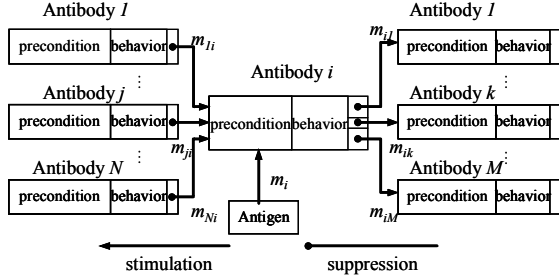 Antibody 1
Antibody 1
precondition behavior
m1i
mi1
precondition behavior
Antibody i
Antibody j
Antibody k
precondition behavior
precondition behavior
precondition behavior
mji
mik
Antibody N
Antibody M
mi
precondition behavior
mNi
Antigen
miM
precondition behavior
stimulation
suppression